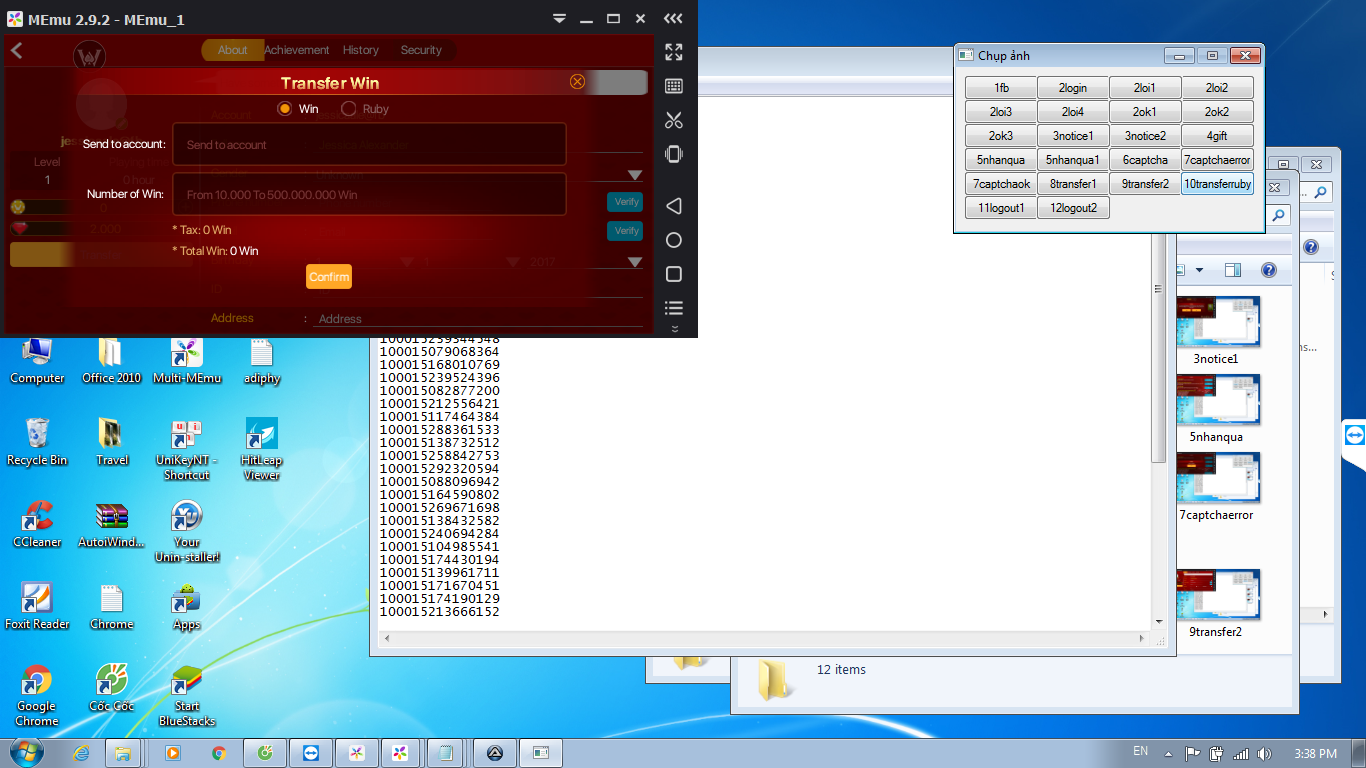 MEmu 2.9.2 - MEmu_1
About Achievement History Security
Transfer Win
Win Ruby
Send to account: Send to account
Number of Win: From 10.000 To 500.000.000 Win
* Tax: 0 Win
* Total Win: 0 Win
Confirm
Level
1
2.000
Verify
Verify
2017
Address : Address
Chụp ảnh
1fb 2login 2loi1 2loi2
2loi3 2loi4 2ok1 2ok2
2ok3 3notice1 3notice2 4gift
5nhanqua 5nhanqua1 6captcha 7captchaerror
7captchaok 8transfer1 9transfer2 10transferruby
11logout1 12logout2
100015239344548
100015079068364
100015168010769
100015239524396
100015082877200
100015212556421
100015117464384
100015288361533
100015138732512
100015258842753
100015292320594
100015088096942
100015164590802
100015269671698
100015138432582
100015240694284
100015104985541
100015174430194
100015139961711
100015171670451
100015174190129
100015213666152
3notice1
5nhanqua
7captchaerror
9transfer2
12 items
Computer
Office 2010
Multi-MEmu
adiphy
Recycle Bin
Travel
UniKeyNT - Shortcut
HitLeap Viewer
CCleaner
AutoiWind...
Your Unin-staller!
Foxit Reader
Chrome
Apps
Google Chrome
Cốc Cốc
Start BlueStacks
EN
3:38 PM